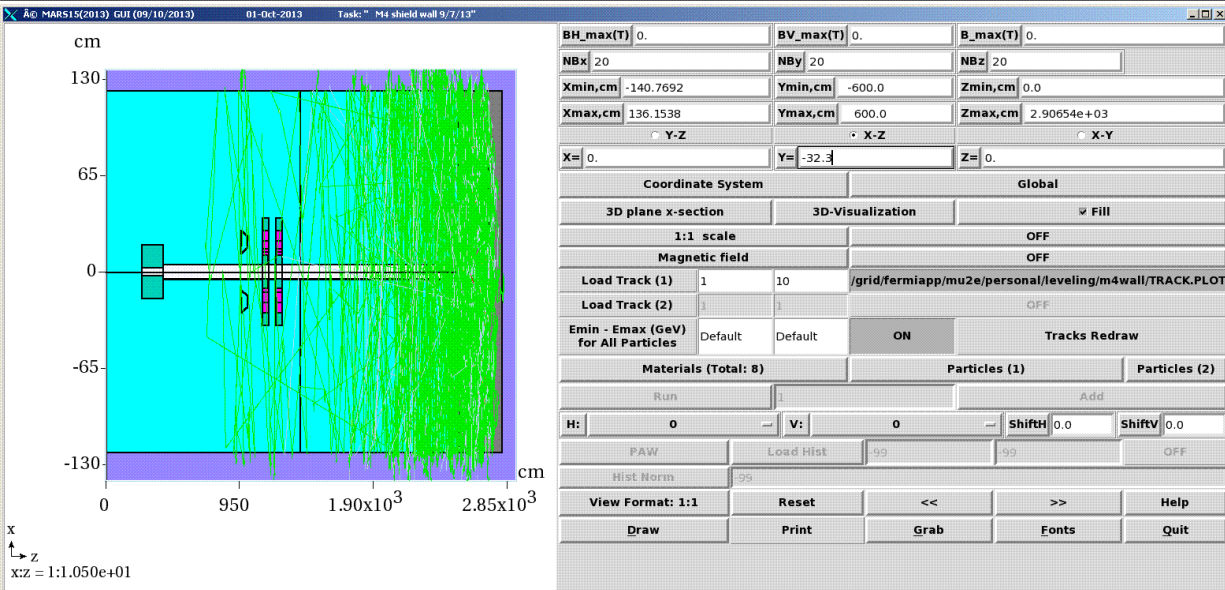 Ã© MARS15(2013) GUI (09/10/2013) 01-Oct-2013 Task: " M4 shield wall 9/7/13"
cm
130
65
0
-65
-130
cm
0 950 1.90x10³ 2.85x10³
x
z
x:z = 1:1.050e+01
BH_max(T) 0. BV_max(T) 0. B_max(T) 0.
NBx 20 NBy 20 NBz 20
Xmin,cm -140.7692 Ymin,cm -600.0 Zmin,cm 0.0
Xmax,cm 136.1538 Ymax,cm 600.0 Zmax,cm 2.90654e+03
Y-Z X-Z X-Y
X= 0. Y= -32.3 Z= 0.
Coordinate System Global
3D plane x-section 3D-Visualization Fill
1:1 scale OFF
Magnetic field OFF
Load Track (1) 1 10 /grid/fermiapp/mu2e/personal/leveling/m4wall/TRACK.PLOT
Load Track (2) 1 1 OFF
Emin - Emax (GeV)
for All Particles Default Default ON Tracks Redraw
Materials (Total: 8) Particles (1) Particles (2)
Run 1 Add
H: 0 V: 0 ShiftH 0.0 ShiftV 0.0
PAW Load Hist -99 -99 OFF
Hist Norm -99
View Format: 1:1 Reset << >> Help
Draw Print Grab Fonts Quit